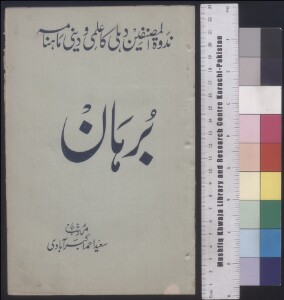 ندوۃ المصنفین دہلی کا علمی و دینی ماہنامہ
بُرہان
مرتب
سعید احمد اکبرآبادی
Mushfiq Khwaja Library and Research Centre Karachi-Pakistan